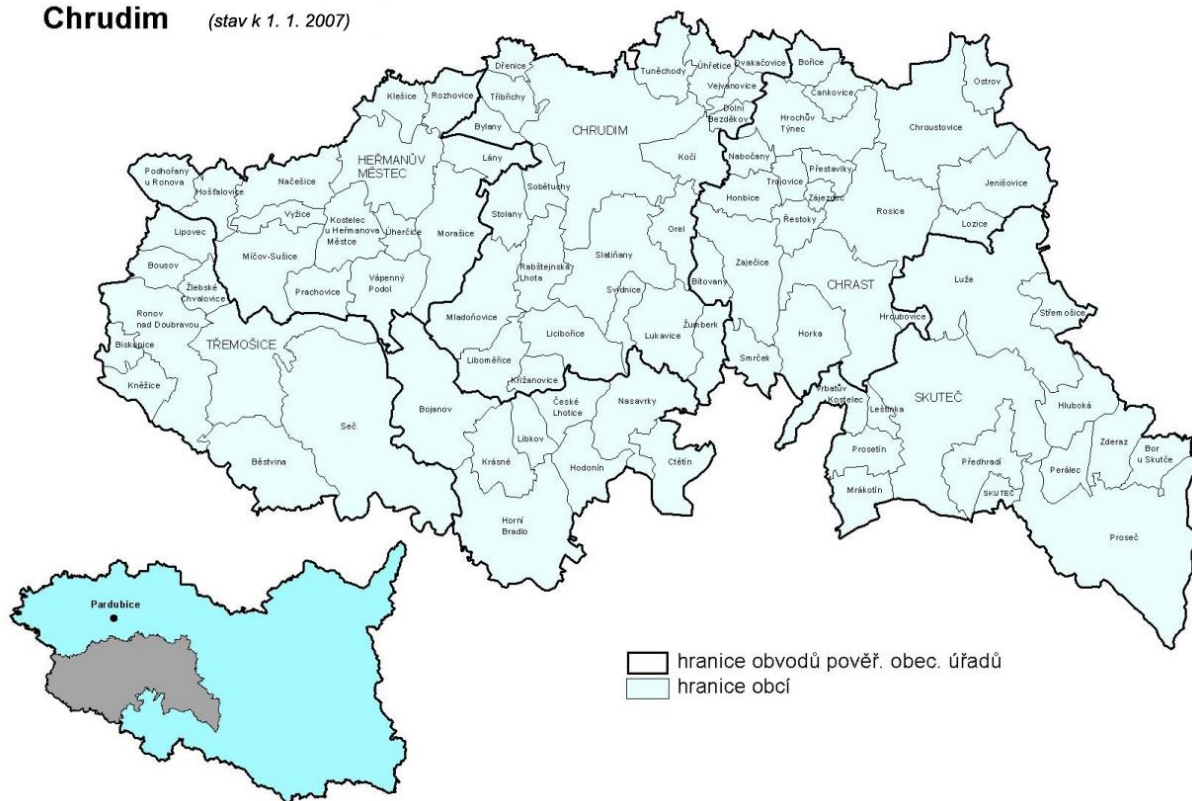 Chrudim (stav k 1. 1. 2007)
Dřenice
Tuněchody
Úhřetice
Dvakačovice
Bořice
Ostrov
Klešice
Rozhovice
Třibřichy
Vejvanovice
Čankovice
Bylany
CHRUDIM
Dolní
Bezděkov
Hrochův
Týnec
Chroustovice
HEŘMANŮV
MĚSTEC
Lány
Kočí
Nabočany
Podhořany
u Ronova
Hošťalovice
Načešice
Sobětuchy
Trojovice
Přestavlky
Jenišovice
Honbice
Zájezdec
Stolany
Vyžice
Kostelec
u Heřmanova
Městce
Úherčice
Morašice
Orel
Řestoky
Rosice
Lozice
Lipovec
Míčov-Sušice
Slatiňany
Bousov
Rabštejnská
Lhota
Zaječice
Bítovany
Žlebské
Chvalovice
Prachovice
Vápenný
Podol
Svídnice
CHRAST
Luže
Ronov
nad Doubravou
Mladoňovice
Střemošice
Hroubovice
Biskupice
TŘEMOŠICE
Licibořice
Lukavice
Žumberk
Horka
Liboměřice
Smrček
Kněžice
Křižanovice
Vrbatův
Kostelec
Leštinka
SKUTEČ
Hluboká
Bojanov
České
Lhotice
Nasavrky
Seč
Libkov
Prosetín
Zderaz
Bor
u Skutče
Běstvina
Krásné
Hodonín
Ctětín
Předhradí
Perálec
Mrákotín
SKUTEČ
Horní
Bradlo
Proseč
Pardubice
hranice obvodů pověř. obec. úřadů
hranice obcí